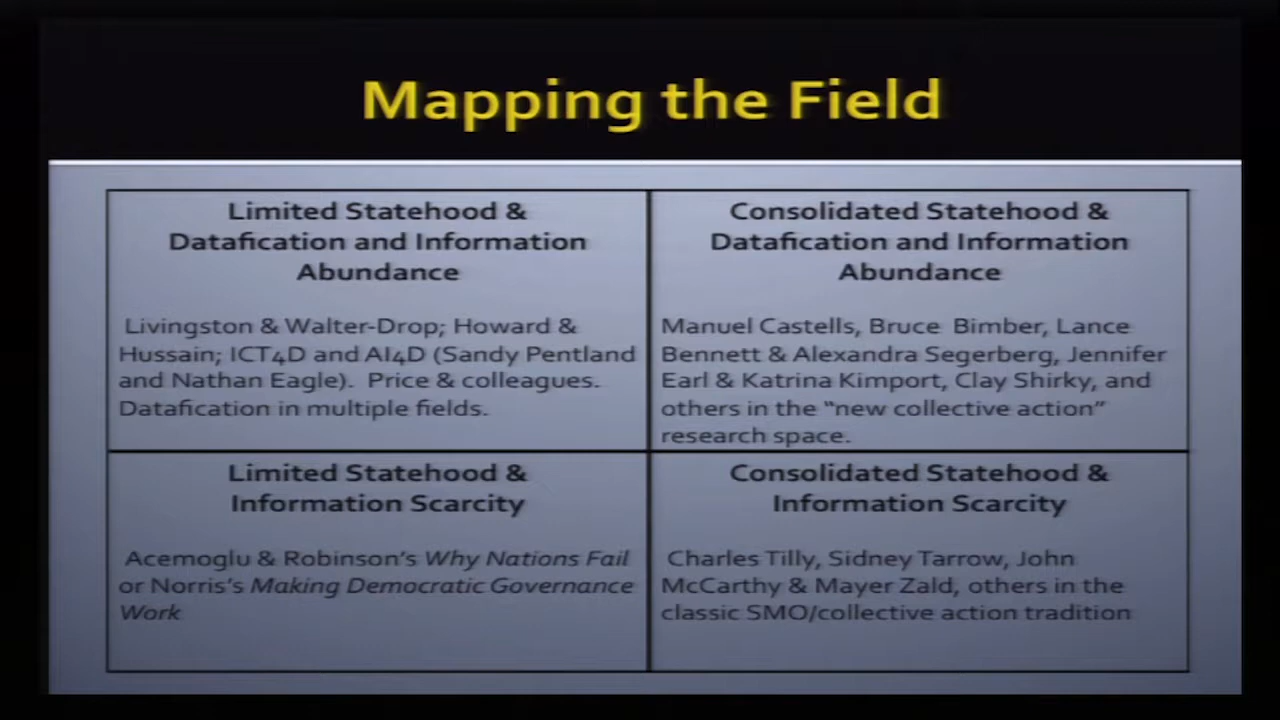 Mapping the Field
Limited Statehood &
Datafication and Information
Abundance
Livingston & Walter-Drop; Howard &
Hussain; ICT4D and AI4D (Sandy Pentland
and Nathan Eagle). Price & colleagues.
Datafication in multiple fields.
Consolidated Statehood &
Datafication and Information
Abundance
Manuel Castells, Bruce Bimber, Lance
Bennett & Alexandra Segerberg, Jennifer
Earl & Katrina Kimport, Clay Shirky, and
others in the “new collective action”
research space.
Limited Statehood &
Information Scarcity
Acemoglu & Robinson’s Why Nations Fail
or Norris’s Making Democratic Governance
Work
Consolidated Statehood &
Information Scarcity
Charles Tilly, Sidney Tarrow, John
McCarthy & Mayer Zald, others in the
classic SMO/collective action tradition